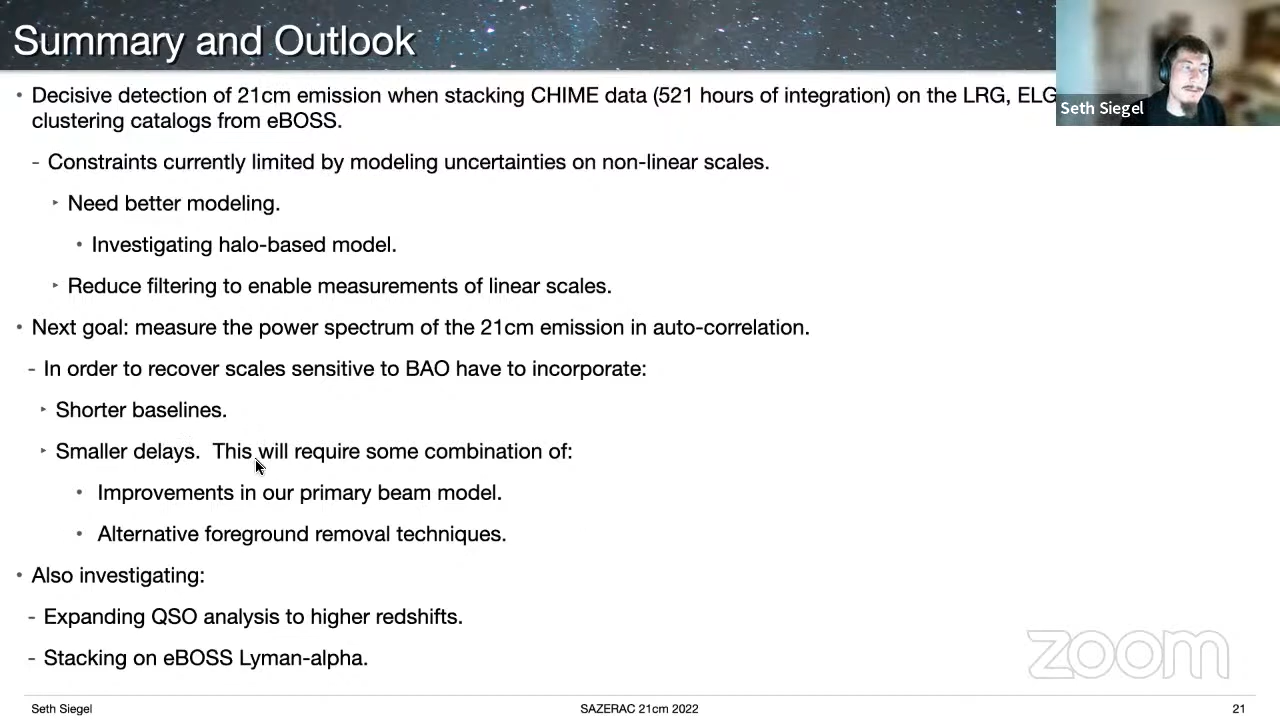 Summary and Outlook
Seth Siegel
• Decisive detection of 21cm emission when stacking CHIME data (521 hours of integration) on the LRG, ELG
clustering catalogs from eBOSS.
- Constraints currently limited by modeling uncertainties on non-linear scales.
‣ Need better modeling.
• Investigating halo-based model.
‣ Reduce filtering to enable measurements of linear scales.
• Next goal: measure the power spectrum of the 21cm emission in auto-correlation.
- In order to recover scales sensitive to BAO have to incorporate:
‣ Shorter baselines.
‣ Smaller delays. This will require some combination of:
• Improvements in our primary beam model.
• Alternative foreground removal techniques.
• Also investigating:
- Expanding QSO analysis to higher redshifts.
- Stacking on eBOSS Lyman-alpha.
zoom
Seth Siegel
SAZERAC 21cm 2022
21